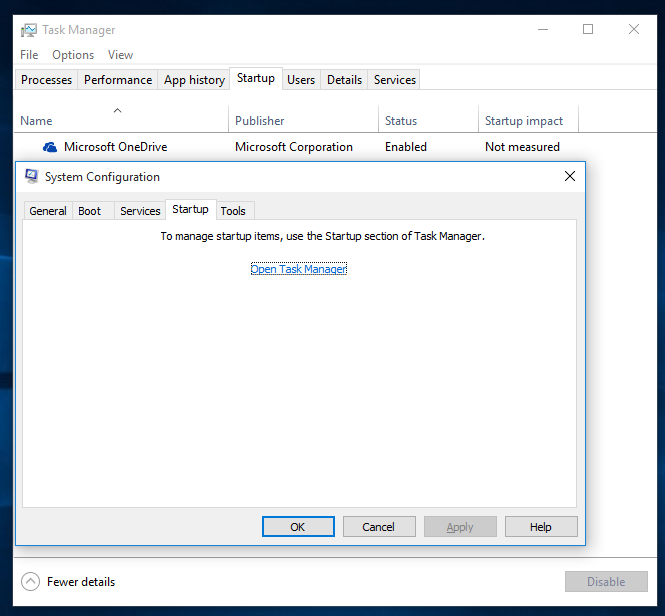 Task Manager
File Options View
Processes Performance App history Startup Users Details Services
Name Publisher Status Startup impact
Microsoft OneDrive Microsoft Corporation Enabled Not measured
System Configuration
General Boot Services Startup Tools
To manage startup items, use the Startup section of Task Manager.
Open Task Manager
OK Cancel Apply Help
Fewer details Disable